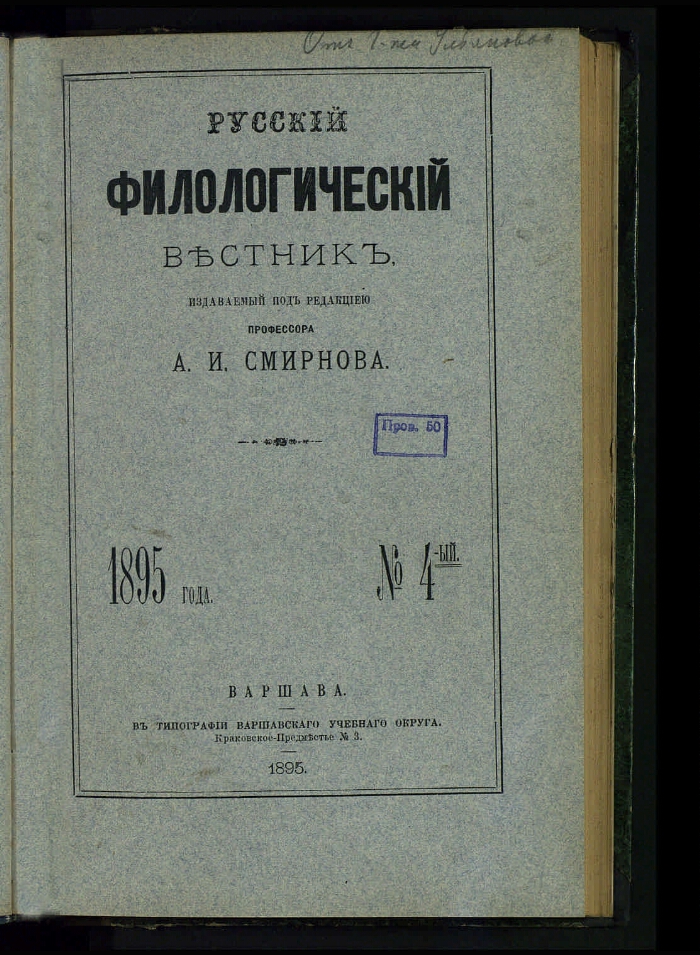 РУССКІЙ
ФИЛОЛОГИЧЕСКІЙ
ВѢСТНИКЪ,
ИЗДАВАЕМЫЙ ПОДЪ РЕДАКЦІЕЮ
ПРОФЕССОРА
А. И. СМИРНОВА.
Пров. 50
1895 ГОДА. № 4-ЫЙ.
ВАРШАВА.
ВЪ ТИПОГРАФІИ ВАРШАВСКАГО УЧЕБНАГО ОКРУГА.
Краковское-Предмѣстье № 3.
1895.